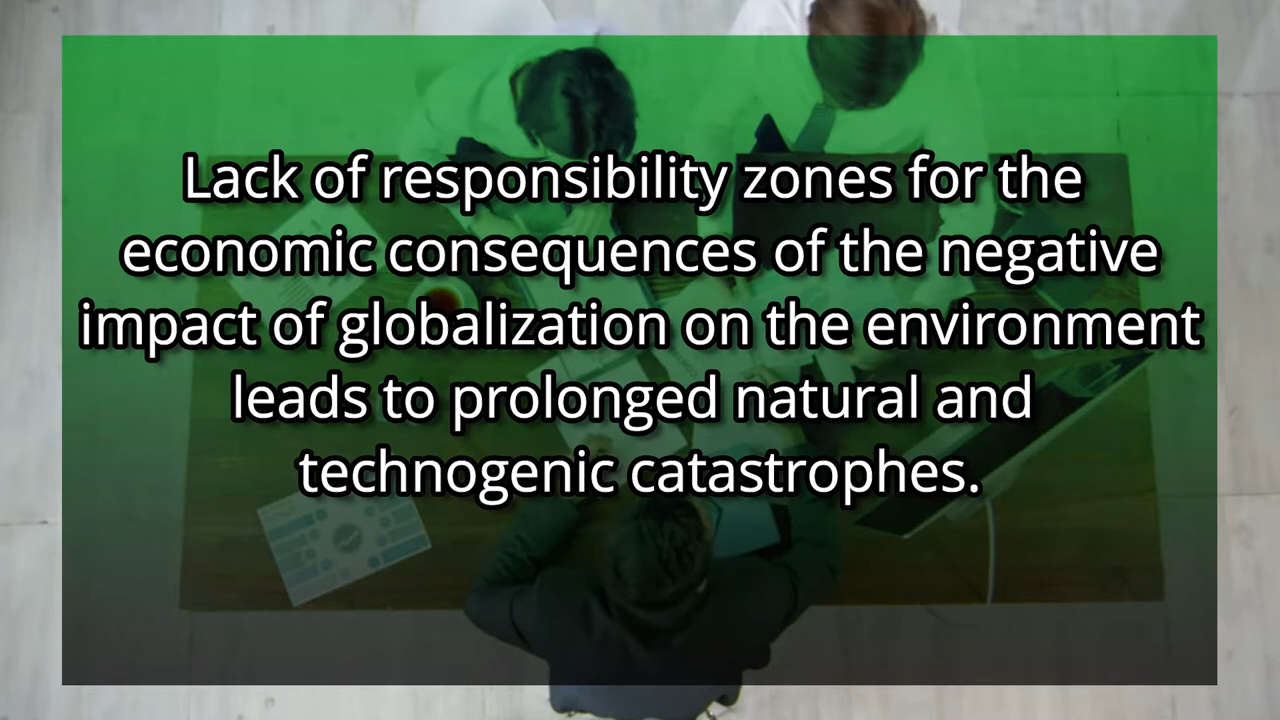 Lack of responsibility zones for the
economic consequences of the negative
impact of globalization on the environment
leads to prolonged natural and
technogenic catastrophes.